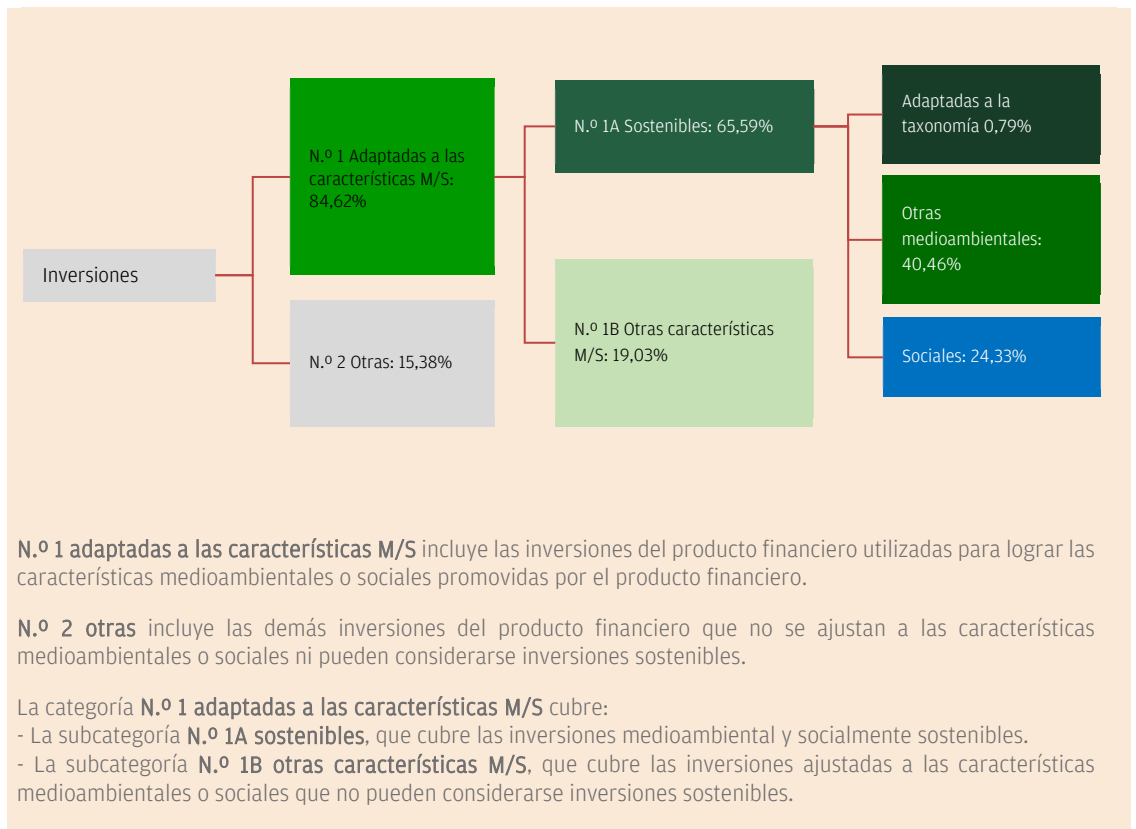 Inversiones
N.º 1 Adaptadas a las
características M/S:
84,62%
N.º 2 Otras: 15,38%
N.º 1A Sostenibles: 65,59%
N.º 1B Otras características
M/S: 19,03%
Adaptadas a la
taxonomía 0,79%
Otras
medioambientales:
40,46%
Sociales: 24,33%
N.º 1 adaptadas a las características M/S incluye las inversiones del producto financiero utilizadas para lograr las
características medioambientales o sociales promovidas por el producto financiero.
N.º 2 otras incluye las demás inversiones del producto financiero que no se ajustan a las características
medioambientales o sociales ni pueden considerarse inversiones sostenibles.
La categoría N.º 1 adaptadas a las características M/S cubre:
- La subcategoría N.º 1A sostenibles, que cubre las inversiones medioambiental y socialmente sostenibles.
- La subcategoría N.º 1B otras características M/S, que cubre las inversiones ajustadas a las características
medioambientales o sociales que no pueden considerarse inversiones sostenibles.